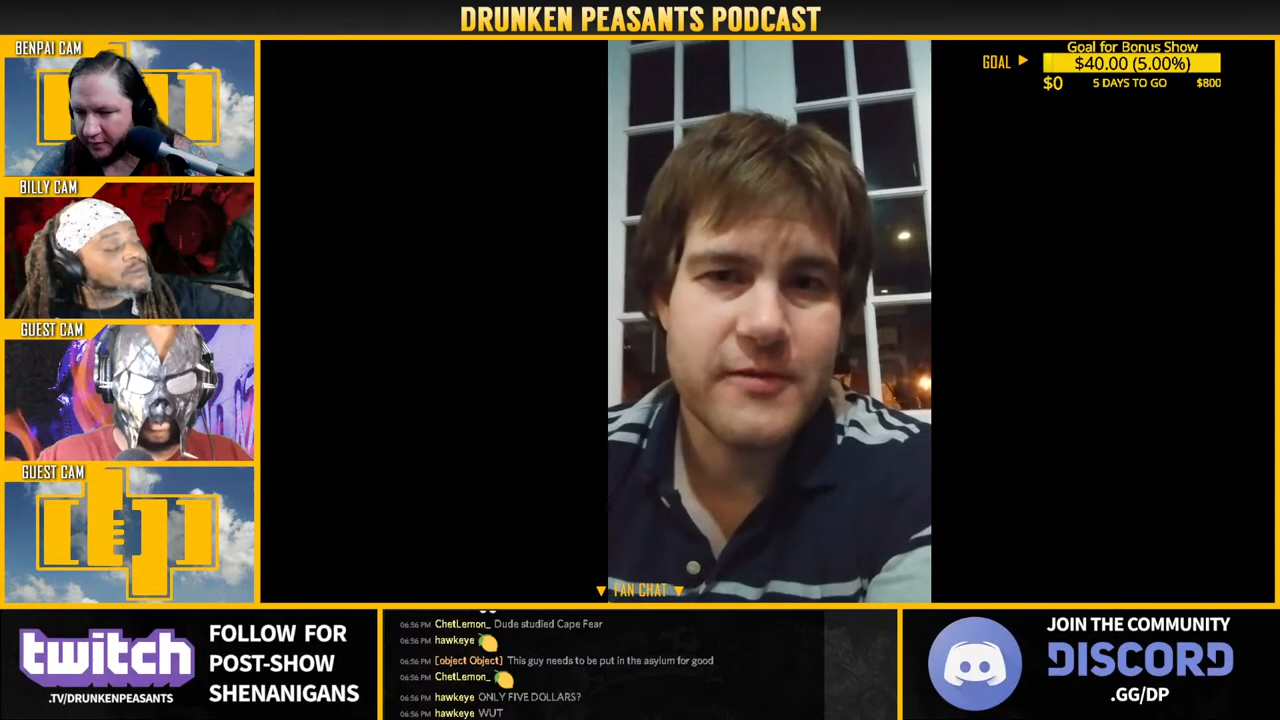 DRUNKEN PEASANTS PODCAST
BENPAI CAM
BILLY CAM
GUEST CAM
GUEST CAM
GOAL ▶
Goal for Bonus Show
$40.00 (5.00%)
$0 5 DAYS TO GO $800
▼ FAN CHAT ▼
twitch
.TV/DRUNKENPEASANTS
FOLLOW FOR
POST-SHOW
SHENANIGANS
06:56 PM ChetLemon_ Dude studied Cape Fear
06:56 PM hawkeye 🍋
06:56 PM [object Object] This guy needs to be put in the asylum for good
06:56 PM ChetLemon_ 🍋
06:56 PM hawkeye ONLY FIVE DOLLARS?
06:56 PM hawkeye WUT
JOIN THE COMMUNITY
DISCORD
.GG/DP